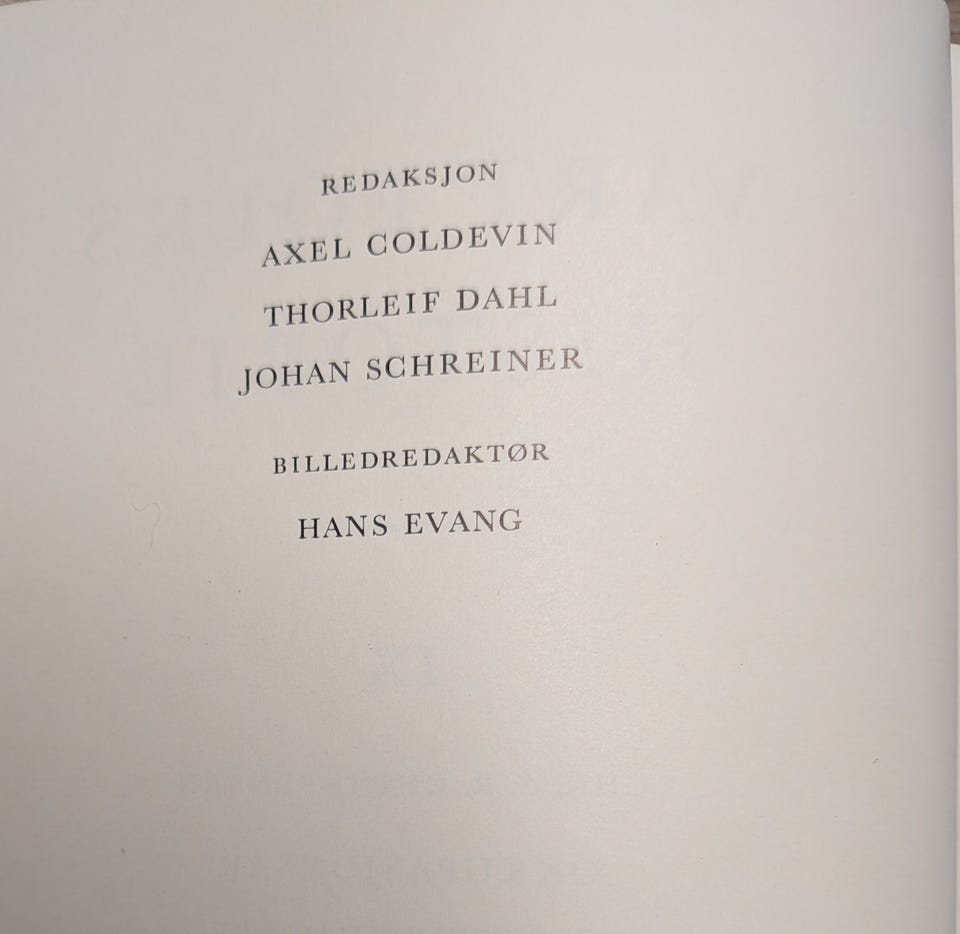 REDAKSJON
AXEL COLDEVIN
THORLEIF DAHL
JOHAN SCHREINER
BILLEDREDAKTØR
HANS EVANG